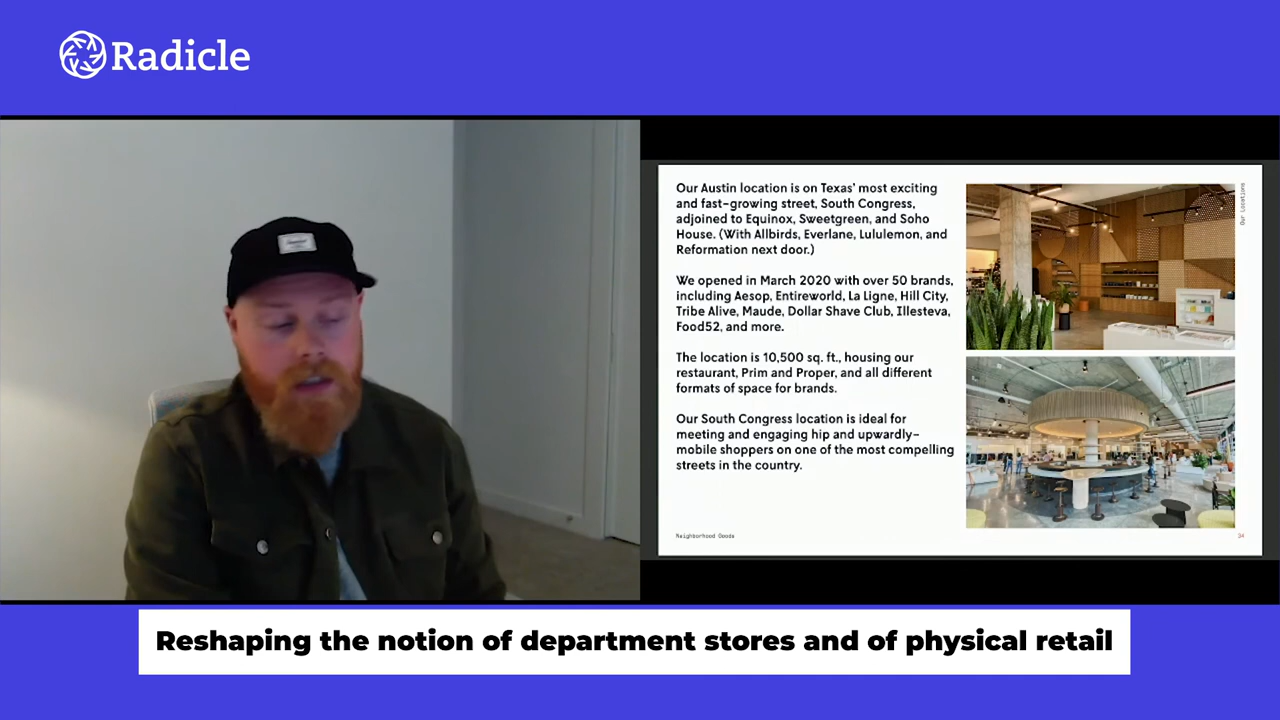 Radicle
Our Austin location is on Texas' most exciting
and fast-growing street, South Congress,
adjoined to Equinox, Sweetgreen, and Soho
House. (With Allbirds, Everlane, Lululemon, and
Reformation next door.)
We opened in March 2020 with over 50 brands,
including Aesop, Entireworld, La Ligne, Hill City,
Tribe Alive, Maude, Dollar Shave Club, Illesteva,
Food52, and more.
The location is 10,500 sq. ft., housing our
restaurant, Prim and Proper, and all different
formats of space for brands.
Our South Congress location is ideal for
meeting and engaging hip and upwardly-
mobile shoppers on one of the most compelling
streets in the country.
Our Locations
Neighborhood Goods
34
Reshaping the notion of department stores and of physical retail